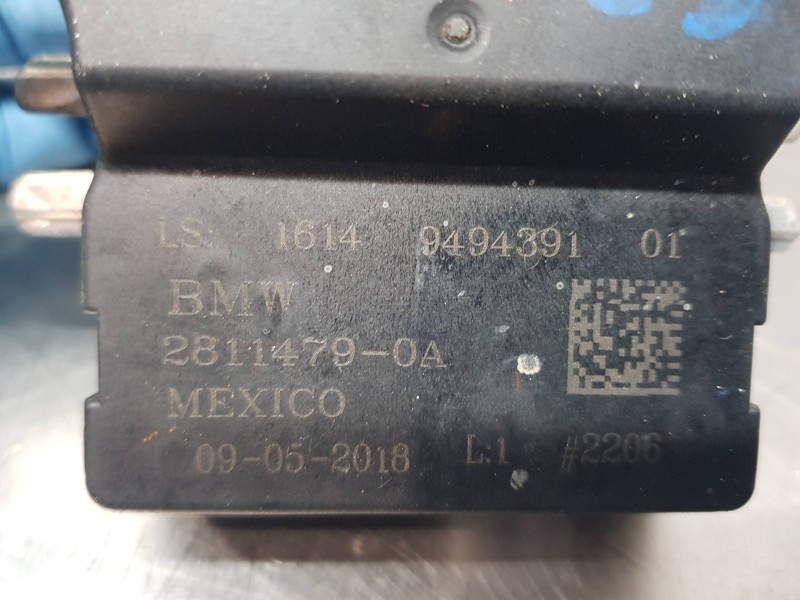 LS: 1614 9494391 01
BMW
2811479-0A
MEXICO
09-05-2018 L:1 #2206